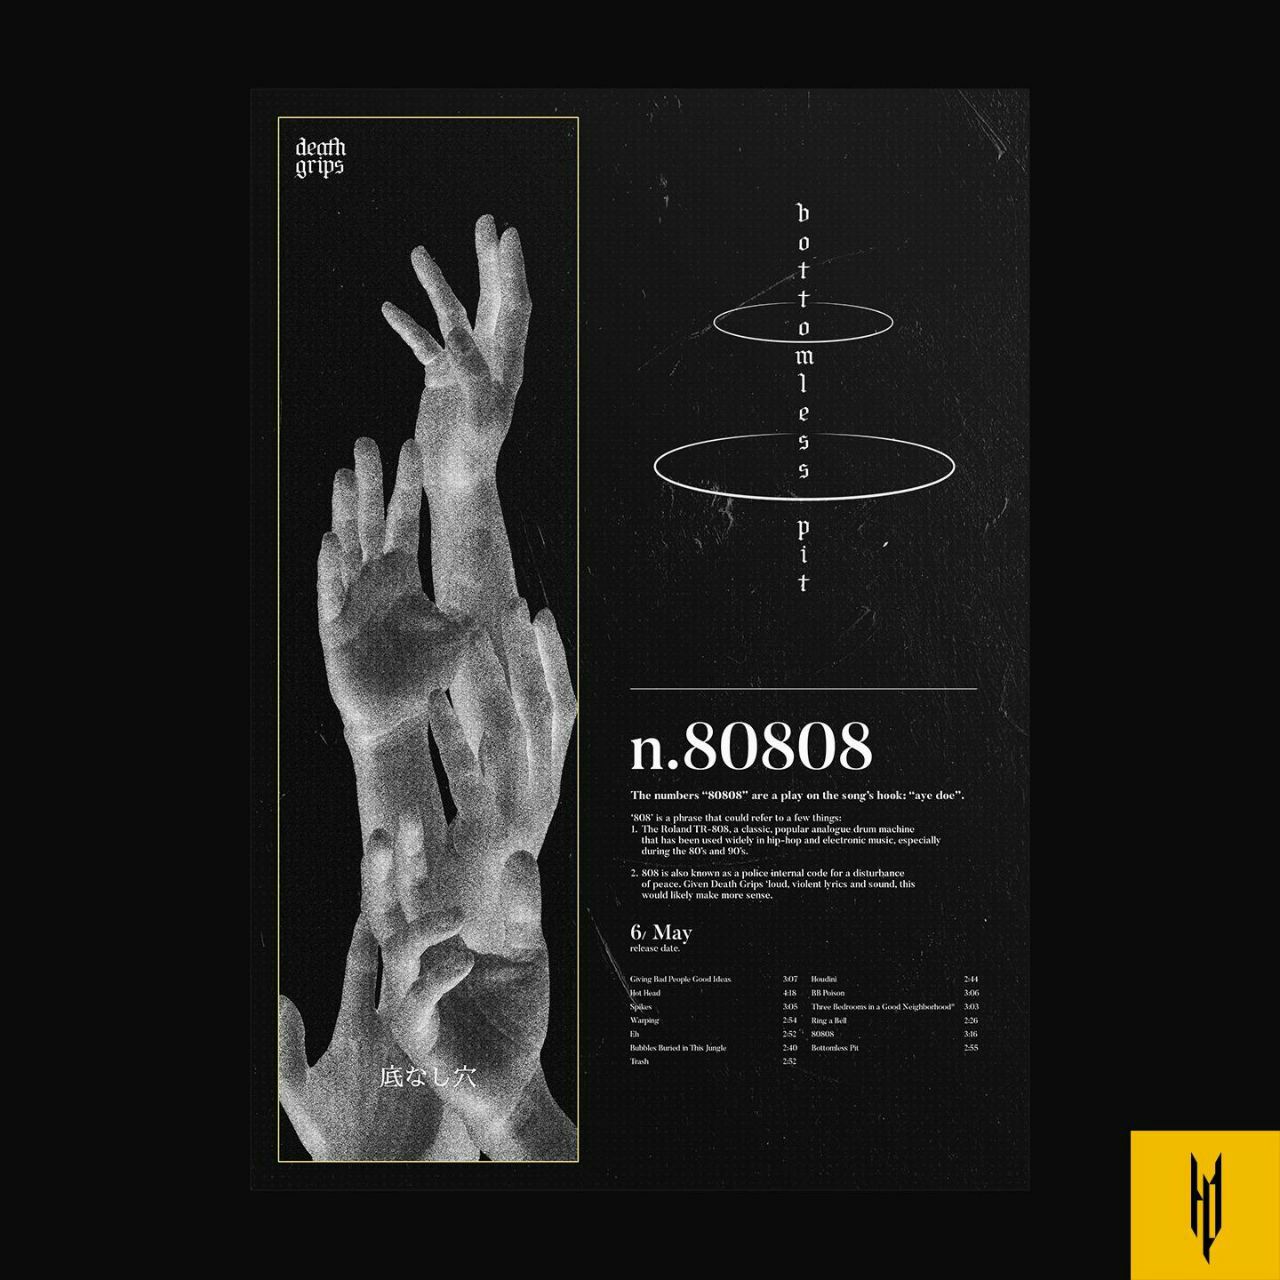 death
grips
bottomless pit
n.80808
The numbers “80808” are a play on the song’s hook: “aye doe”.
‘808’ is a phrase that could refer to a few things:
1. The Roland TR-808, a classic, popular analogue drum machine
that has been used widely in hip-hop and electronic music, especially
during the 80’s and 90’s.
2. 808 is also known as a police internal code for a disturbance
of peace. Given Death Grips ‘loud, violent lyrics and sound, this
would likely make more sense.
6/ May
release date.
Giving Bad People Good Ideas 3:07
Hot Head 4:18
Spikes 3:05
Warping 2:54
Eh 2:52
Bubbles Buried in This Jungle 2:40
Trash 2:52
Houdini 2:44
BB Poison 3:06
Three Bedrooms in a Good Neighborhood" 3:03
Ring a Bell 2:26
80808 3:16
Bottomless Pit 2:55
底なし穴